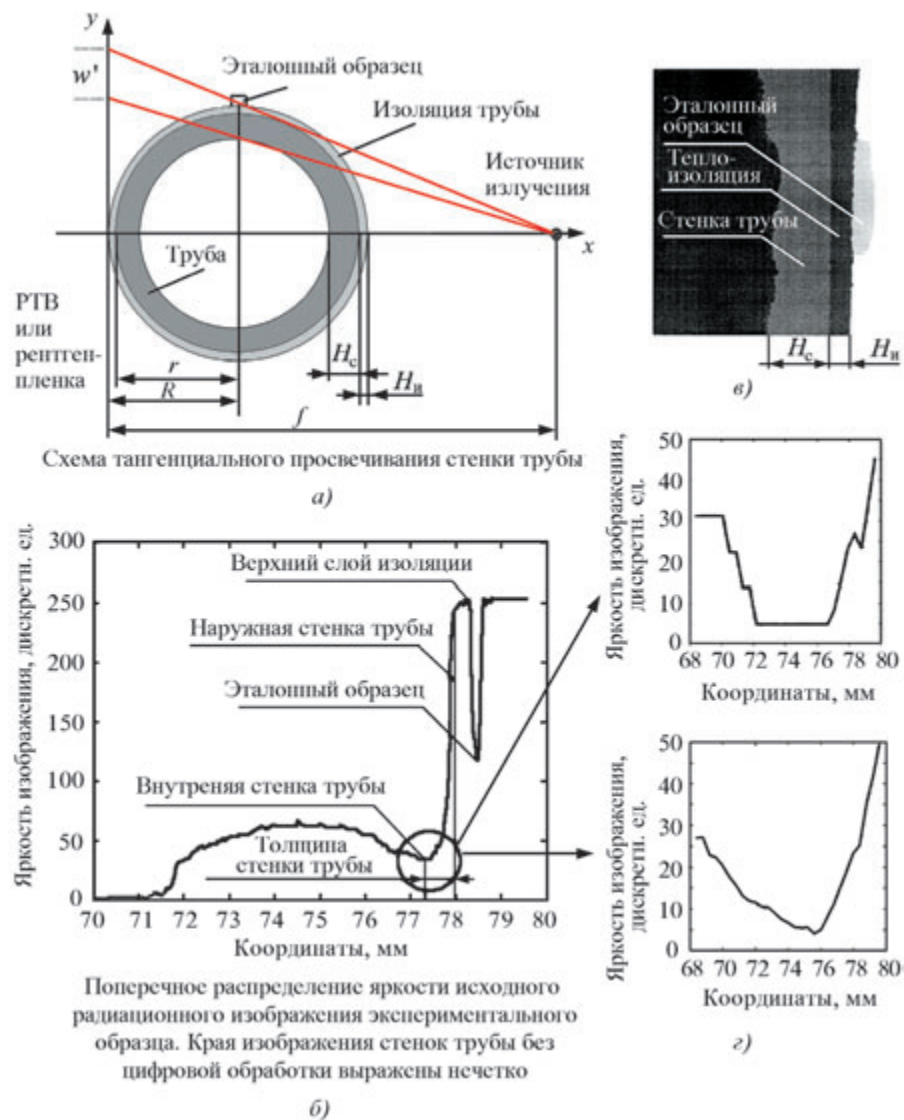 y
w'
Эталонный образец
Изоляция трубы
Источник
излучения
x
Труба
РТВ
или
рентген-
пленка
r
R
Hс
Hи
f
Схема тангенциального просвечивания стенки трубы
а)
Эталонный
образец
Тепло-
изоляция
Стенка трубы
Hс
Hи
в)
Яркость изображения, дискретн. ед.
300
250
200
150
100
50
0
Верхний слой изоляции
Наружная стенка трубы
Эталонный образец
Внутреняя стенка трубы
Толщина
стенки трубы
70 71 72 73 74 75 76 77 78 79 80
Координаты, мм
Поперечное распределение яркости исходного
радиационного изображения экспериментального
образца. Края изображения стенок трубы без
цифровой обработки выражены нечетко
б)
Яркость изображения,
дискретн. ед.
50
40
30
20
10
0
68 70 72 74 76 78 80
Координаты, мм
Яркость изображения,
дискретн. ед.
50
40
30
20
10
0
68 70 72 74 76 78 80
Координаты, мм
г)